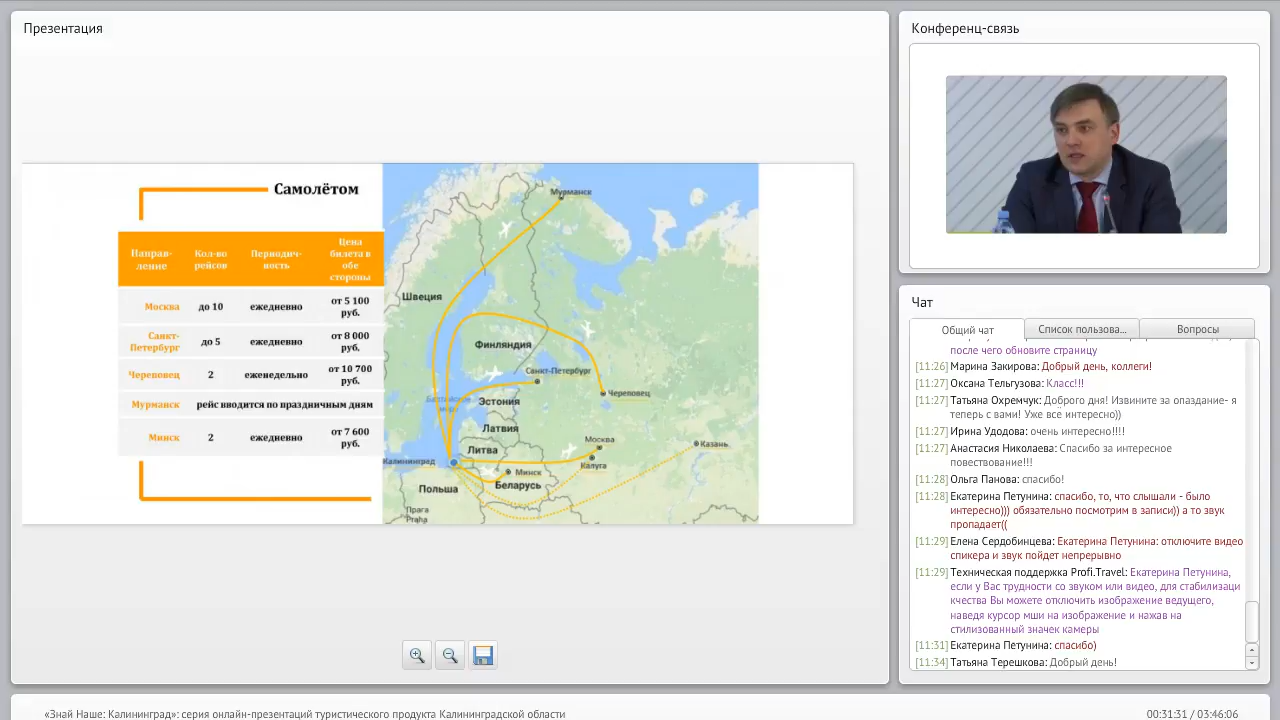 Презентация
Самолётом
Направ-
ление
Кол-во
рейсов
Периодич-
ность
Цена
билета в
обе
стороны
Москва
до 10
ежедневно
от 5 100
руб.
Санкт-
Петербург
до 5
ежедневно
от 8 000
руб.
Череповец
2
еженедельно
от 10 700
руб.
Мурманск
рейс вводится по праздничным дням
Минск
2
ежедневно
от 7 600
руб.
Мурманск
Швеция
Финляндия
Санкт-Петербург
Череповец
Балтийское
море
Эстония
Латвия
Москва
Казань
Литва
Калининград
Калуга
Минск
Беларусь
Польша
Прага
Praha
Конференц-связь
Чат
Общий чат
Список пользова...
Вопросы
после чего обновите страницу
[11:26] Марина Закирова: Добрый день, коллеги!
[11:27] Оксана Тельгузова: Класс!!!
[11:27] Татьяна Охремчук: Доброго дня! Извините за опаздание- я
теперь с вами! Уже все интересно))
[11:27] Ирина Удодова: очень интересно!!!!
[11:28] Анастасия Николаева: Спасибо за интересное
повествование!!!
[11:28] Ольга Панова: спасибо!
[11:28] Екатерина Петунина: спасибо, то, что слышали - было
интересно))) обязательно посмотрим в записи)) а то звук
пропадает((
[11:29] Елена Сердобинцева: Екатерина Петунина: отключите видео
спикера и звук пойдет непрерывно
[11:29] Техническая поддержка Profi.Travel: Екатерина Петунина,
если у Вас трудности со звуком или видео, для стабилизаци
кчества Вы можете отключить изображение ведущего,
наведя курсор мши на изображение и нажав на
стилизованный значек камеры
[11:31] Екатерина Петунина: спасибо)
[11:34] Татьяна Терешкова: Добрый день!
«Знай Наше: Калининград»: серия онлайн-презентаций туристического продукта Калининградской области
00:31:31 / 03:46:06